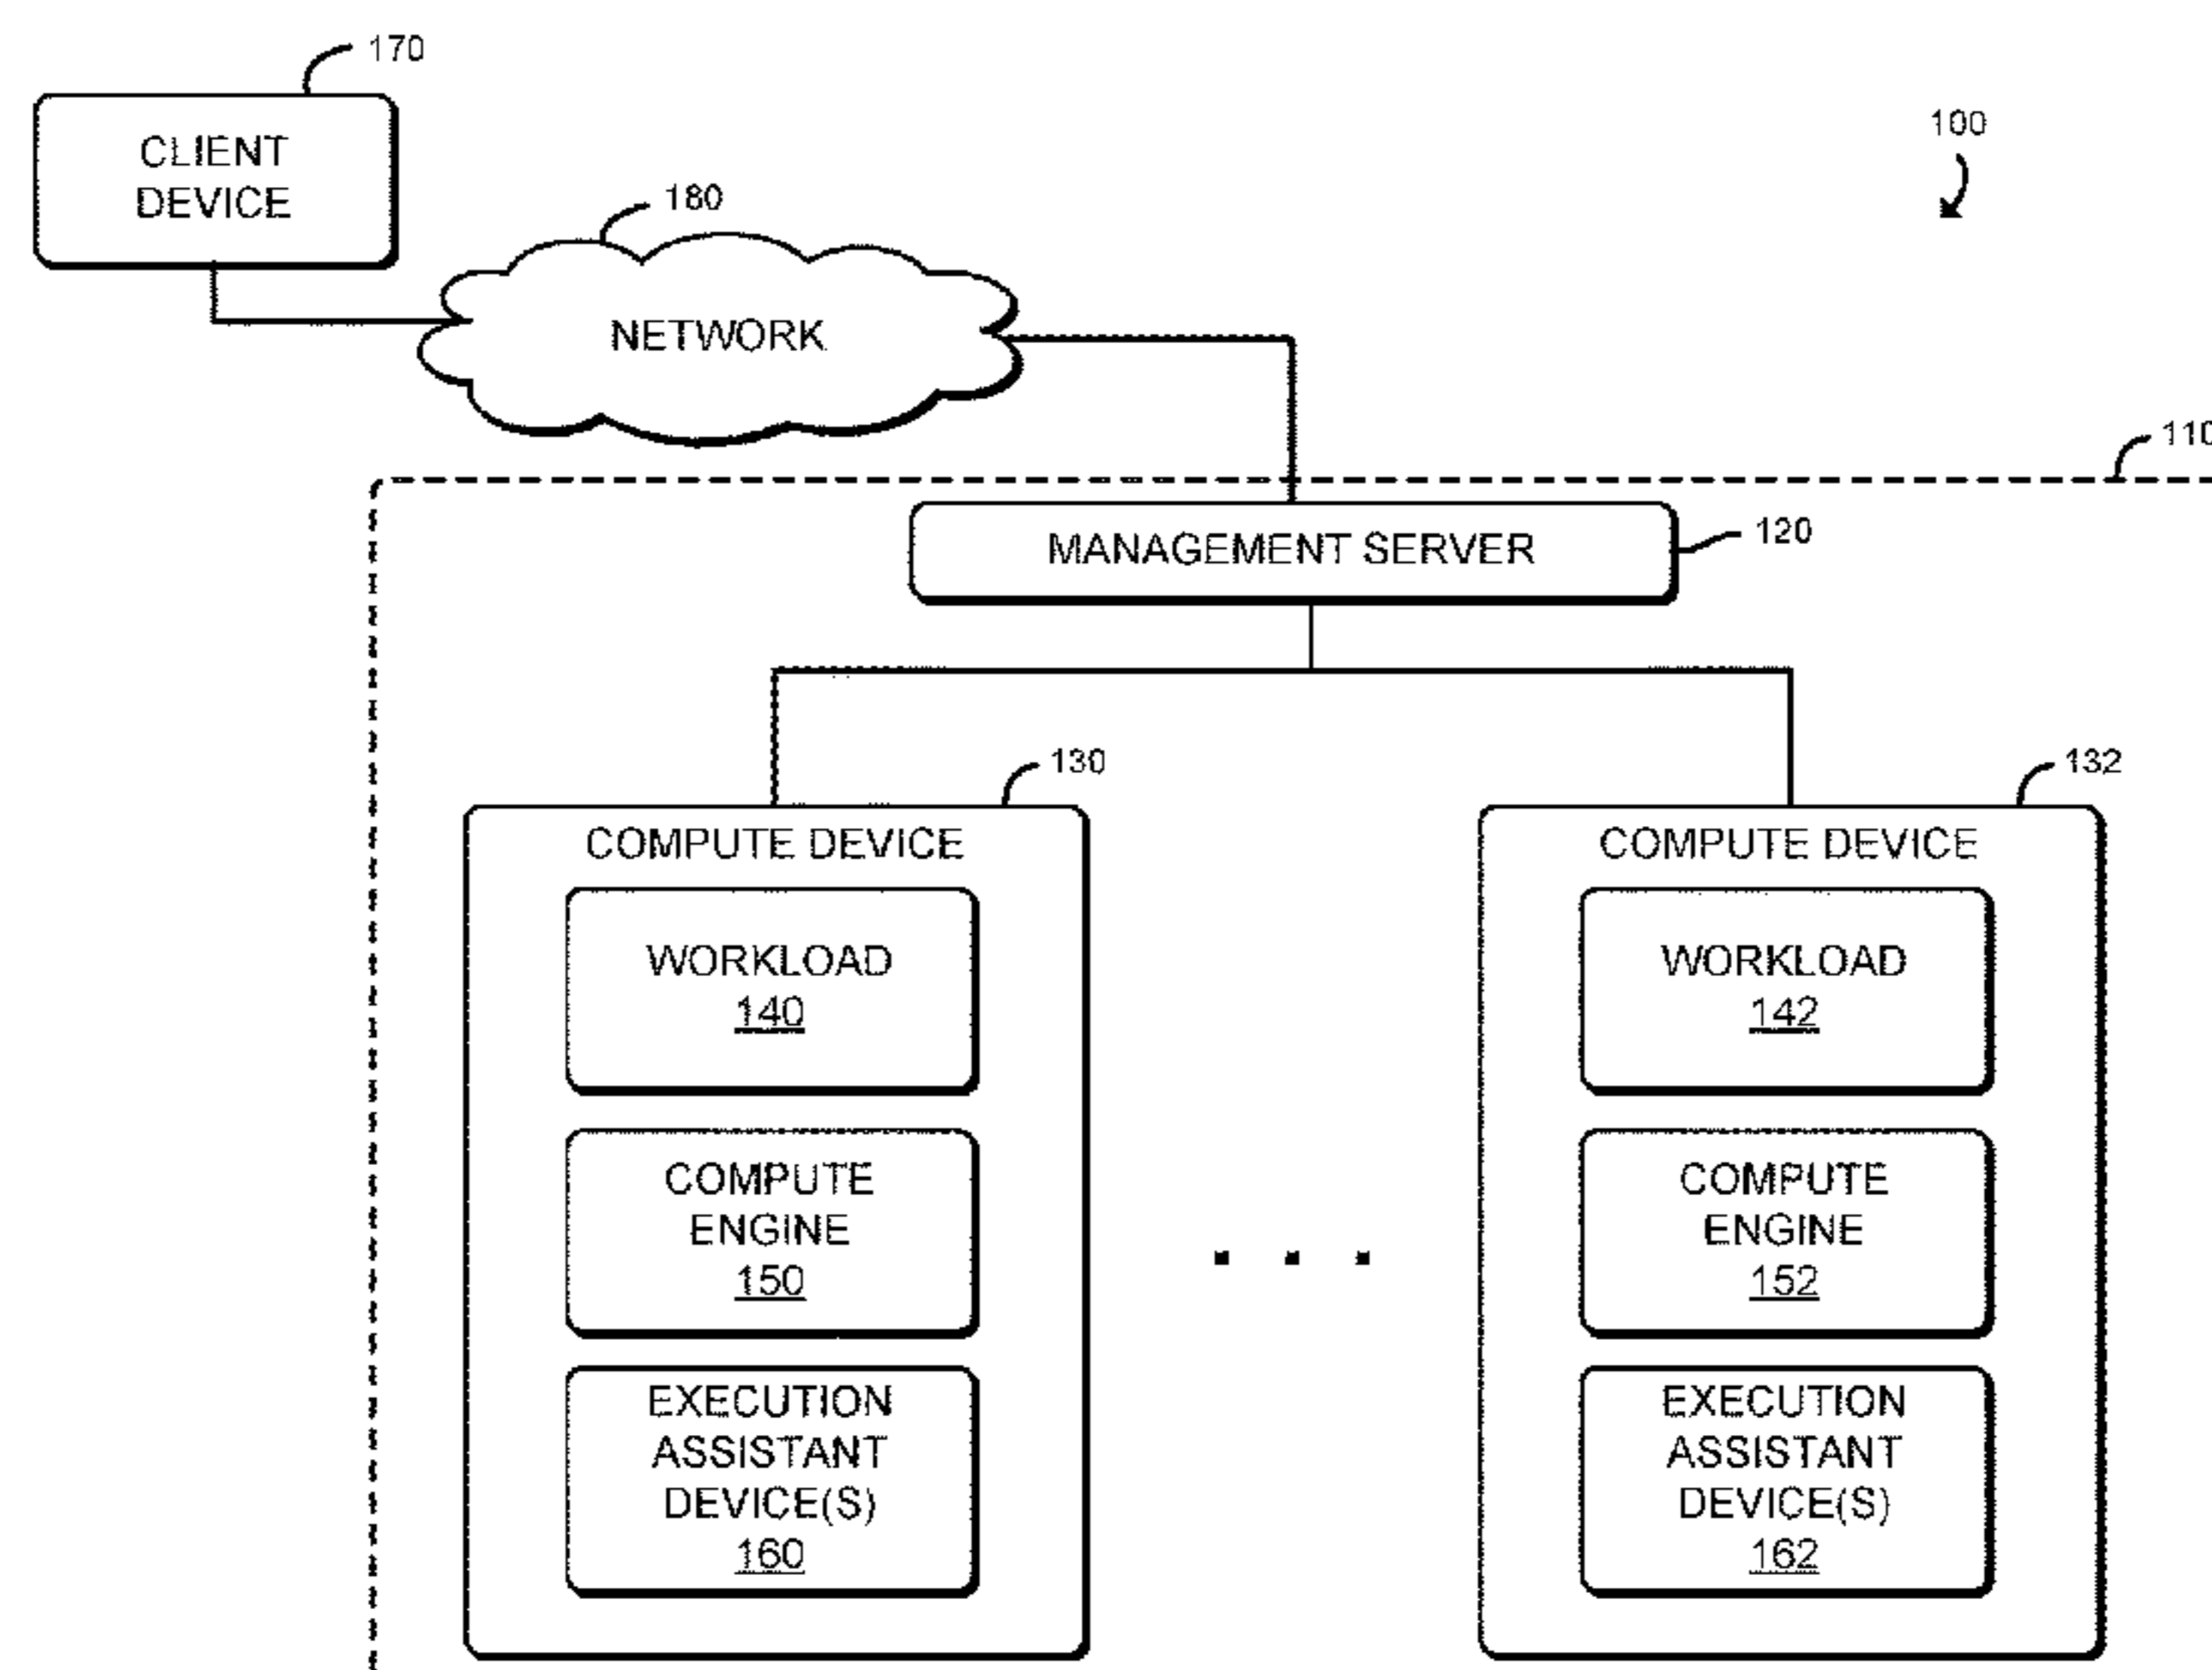 170
CLIENT
DEVICE
100
180
NETWORK
110
MANAGEMENT SERVER
120
130
COMPUTE DEVICE
WORKLOAD
140
COMPUTE
ENGINE
150
EXECUTION
ASSISTANT
DEVICE(S)
160
. . .
132
COMPUTE DEVICE
WORKLOAD
142
COMPUTE
ENGINE
152
EXECUTION
ASSISTANT
DEVICE(S)
162